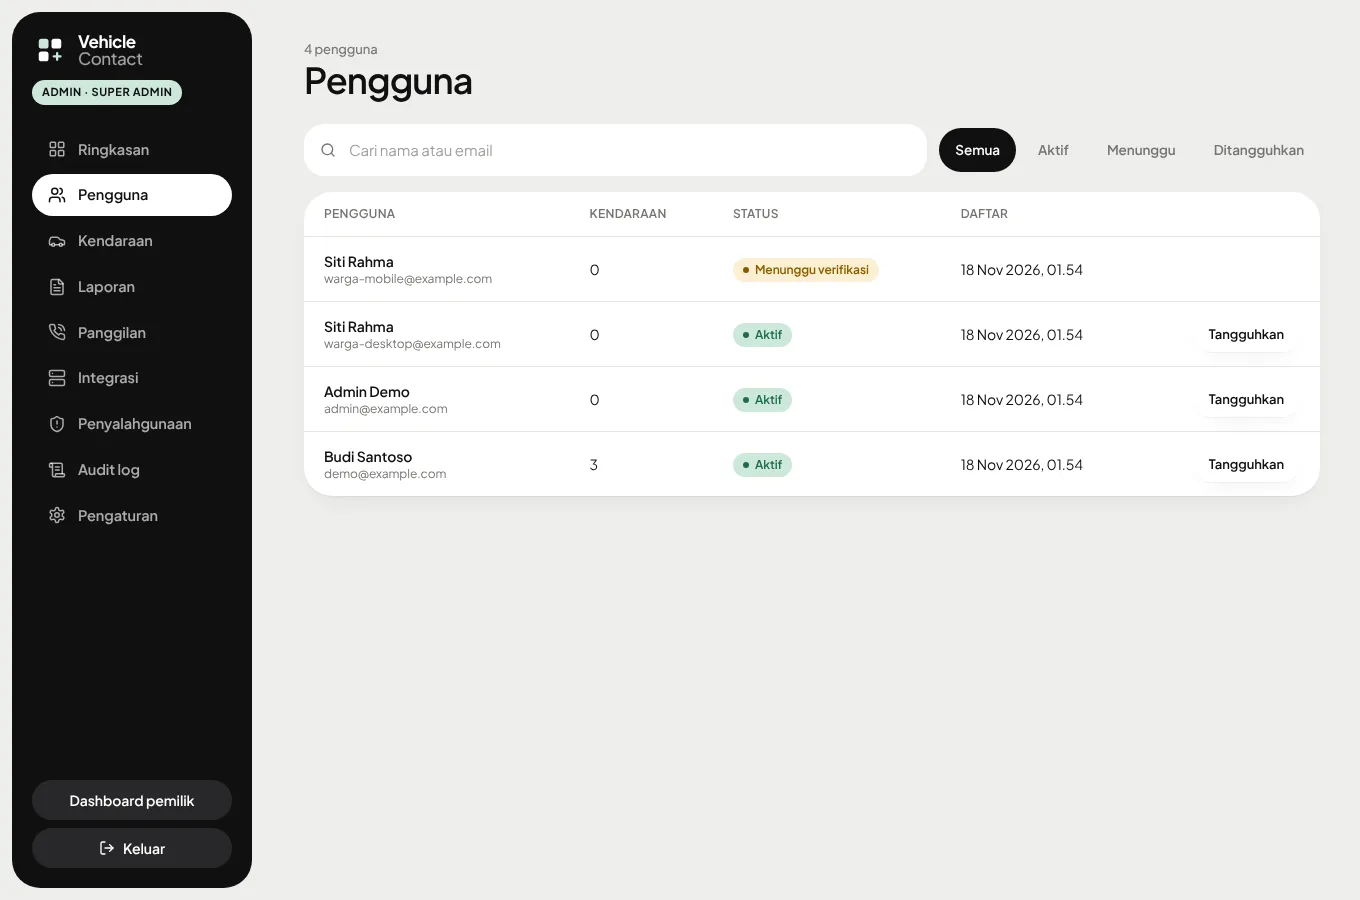 Vehicle
Contact
ADMIN · SUPER ADMIN
Ringkasan
Pengguna
Kendaraan
Laporan
Panggilan
Integrasi
Penyalahgunaan
Audit log
Pengaturan
Dashboard pemilik
Keluar
4 pengguna
Pengguna
Cari nama atau email
Semua Aktif Menunggu Ditangguhkan
PENGGUNA KENDARAAN STATUS DAFTAR
Siti Rahma
warga-mobile@example.com
0 Menunggu verifikasi 18 Nov 2026, 01.54
Siti Rahma
warga-desktop@example.com
0 Aktif 18 Nov 2026, 01.54 Tangguhkan
Admin Demo
admin@example.com
0 Aktif 18 Nov 2026, 01.54 Tangguhkan
Budi Santoso
demo@example.com
3 Aktif 18 Nov 2026, 01.54 Tangguhkan